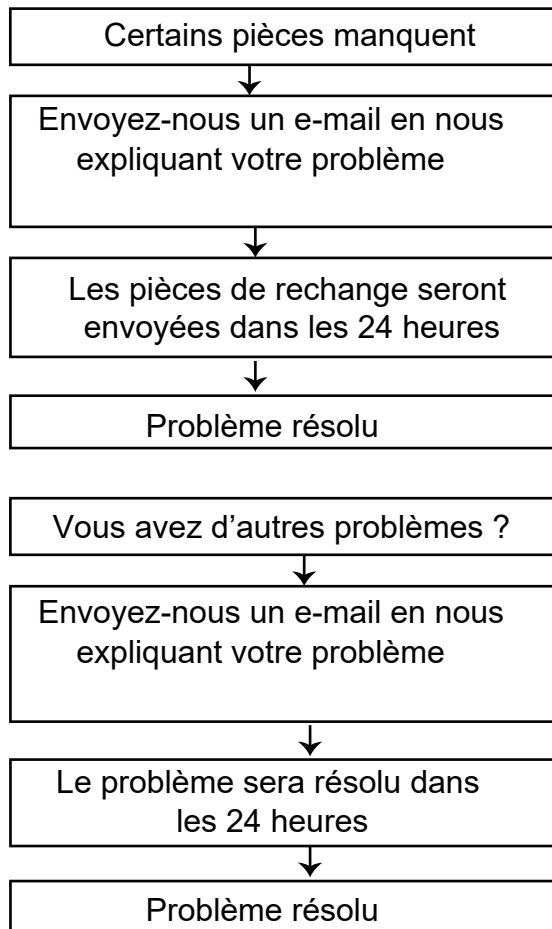 Certains pièces manquent
Envoyez-nous un e-mail en nous
expliquant votre problème
Les pièces de rechange seront
envoyées dans les 24 heures
Problème résolu
Vous avez d’autres problèmes ?
Envoyez-nous un e-mail en nous
expliquant votre problème
Le problème sera résolu dans
les 24 heures
Problème résolu